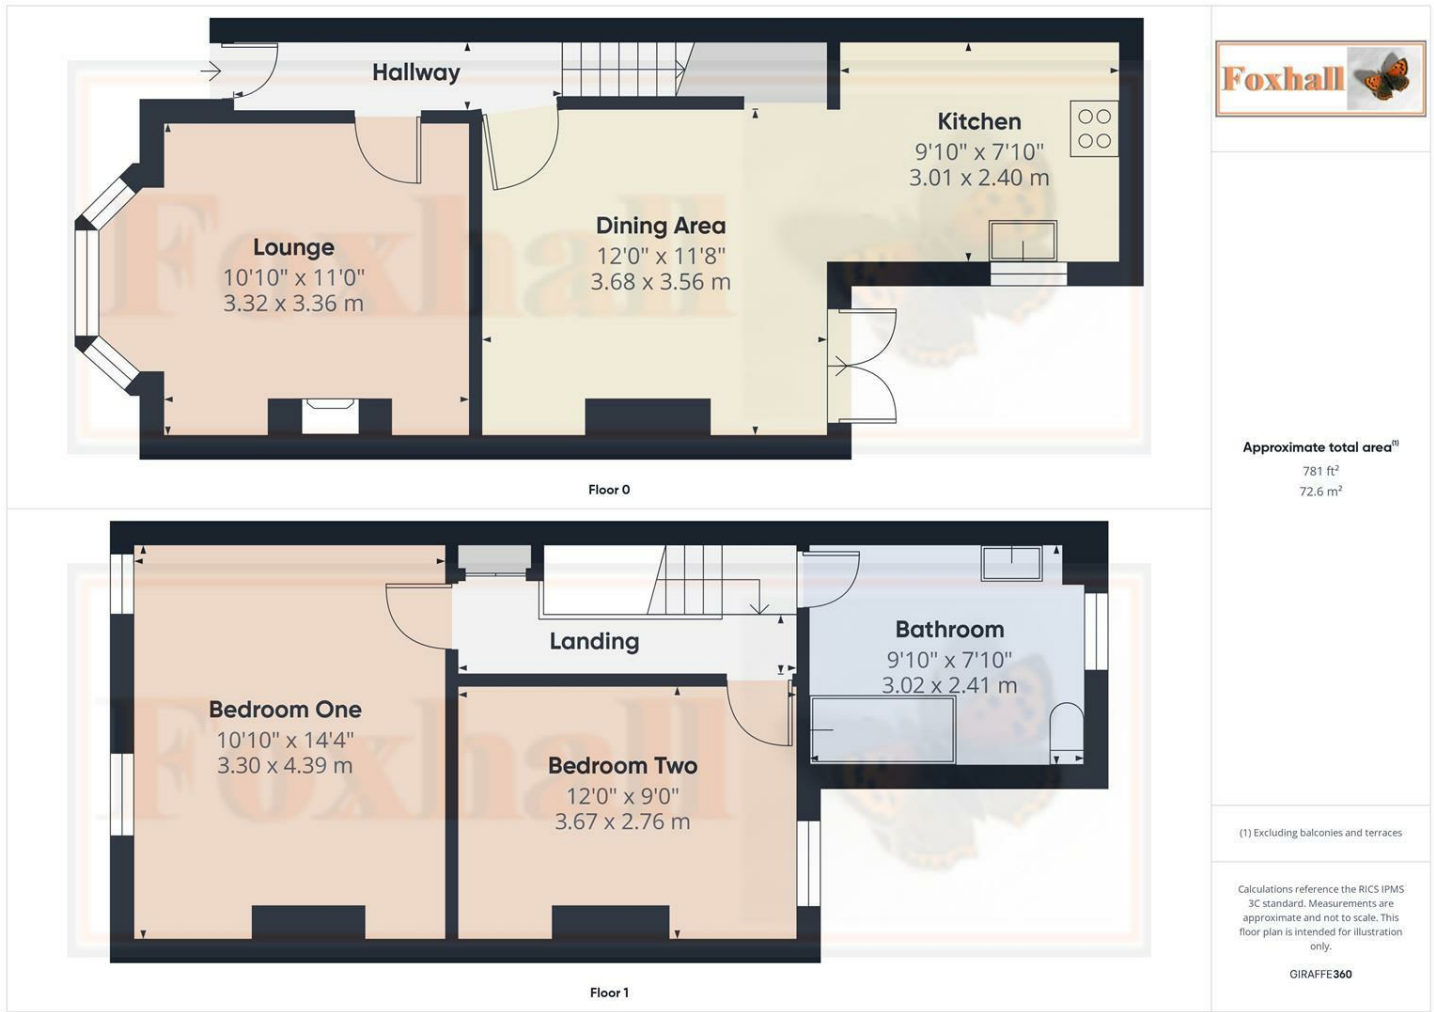 Hallway
Kitchen
9'10" x 7'10"
3.01 x 2.40 m
Dining Area
12'0" x 11'8"
3.68 x 3.56 m
Lounge
10'10" x 11'0"
3.32 x 3.36 m
Foxhall
Floor 0
Landing
Bathroom
9'10" x 7'10"
3.02 x 2.41 m
Bedroom One
10'10" x 14'4"
3.30 x 4.39 m
Bedroom Two
12'0" x 9'0"
3.67 x 2.76 m
Foxhall
Floor 1
Foxhall
Approximate total area(1)
781 ft²
72.6 m²
(1) Excluding balconies and terraces
Calculations reference the RICS IPMS
3C standard. Measurements are
approximate and not to scale. This
floor plan is intended for illustration
only.
GIRAFFE360